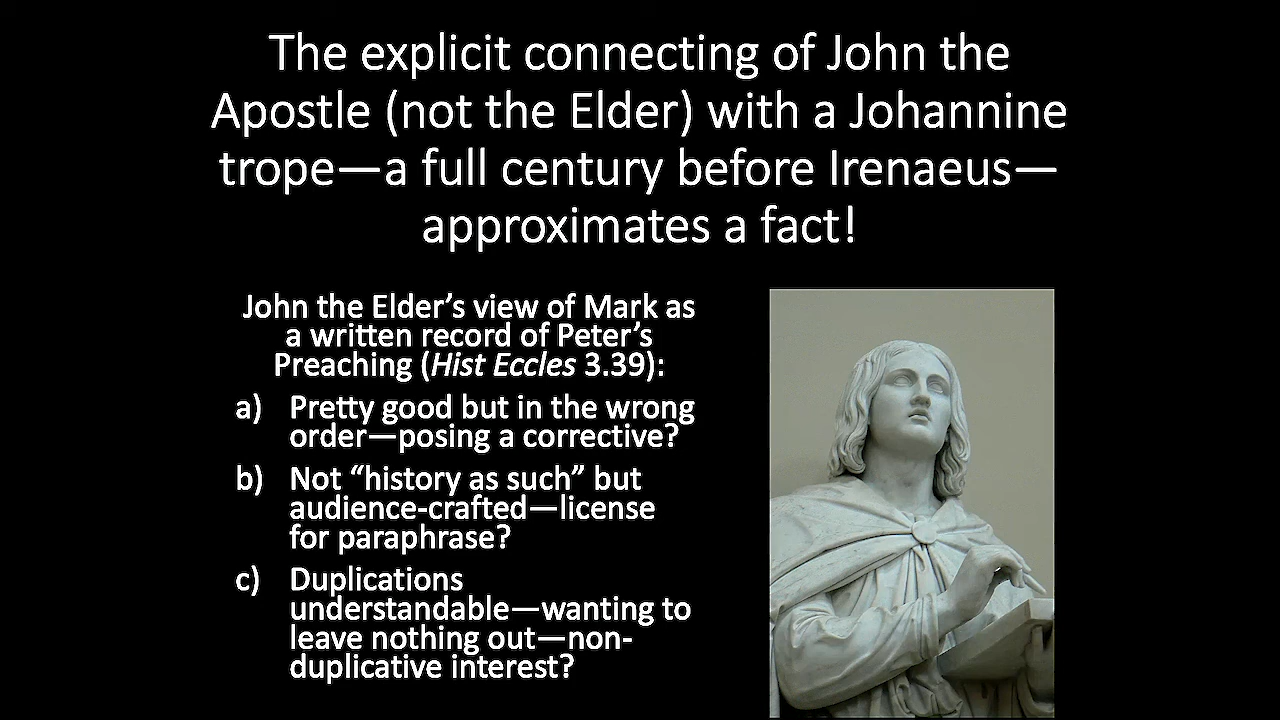 The explicit connecting of John the
Apostle (not the Elder) with a Johannine
trope—a full century before Irenaeus—
approximates a fact!
John the Elder's view of Mark as
a written record of Peter's
Preaching (Hist Eccles 3.39):
a) Pretty good but in the wrong
order—posing a corrective?
b) Not “history as such” but
audience-crafted—license
for paraphrase?
c) Duplications
understandable—wanting to
leave nothing out—non-
duplicative interest?